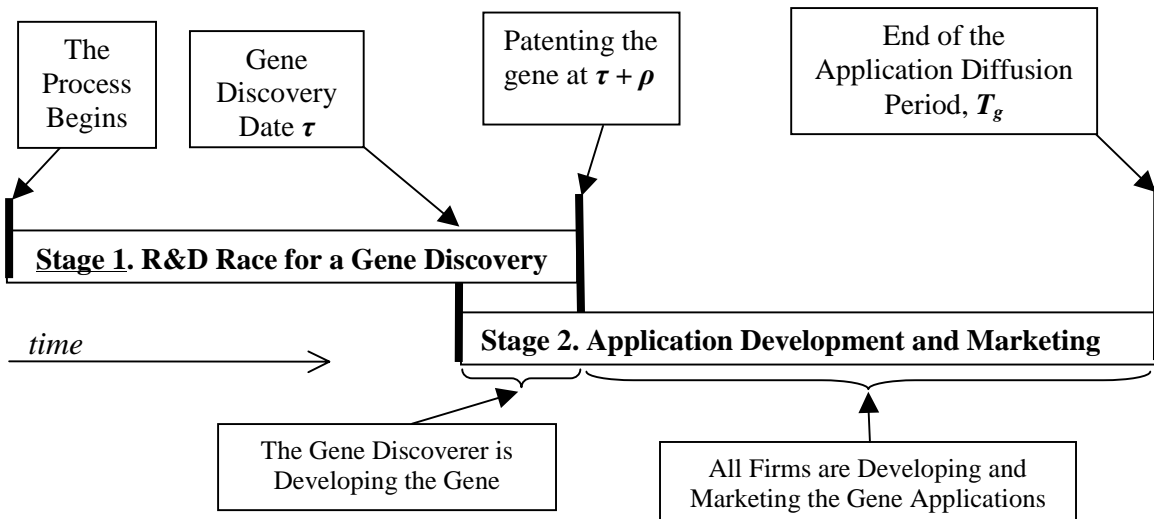 The
Process
Begins
Gene
Discovery
Date τ
Patenting the
gene at τ + ρ
End of the
Application Diffusion
Period, Tg
Stage 1. R&D Race for a Gene Discovery
time
Stage 2. Application Development and Marketing
The Gene Discoverer is
Developing the Gene
All Firms are Developing and
Marketing the Gene Applications